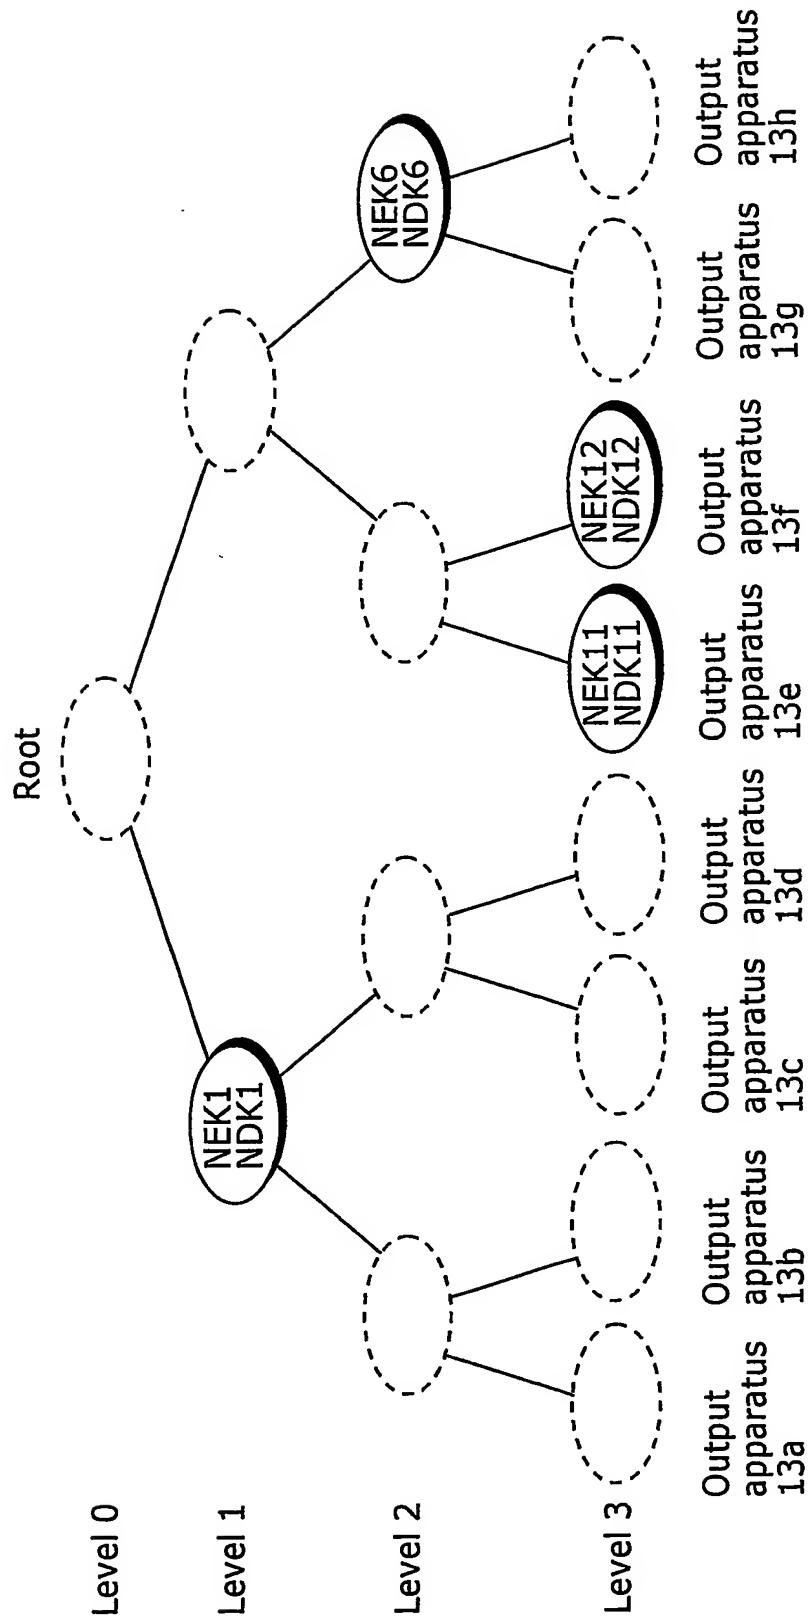 Root
Level 0
Level 1
NEK1
NDK1
Level 2
NEK6
NDK6
Level 3
NEK11
NDK11
NEK12
NDK12
Output
apparatus
13a
Output
apparatus
13b
Output
apparatus
13c
Output
apparatus
13d
Output
apparatus
13e
Output
apparatus
13f
Output
apparatus
13g
Output
apparatus
13h